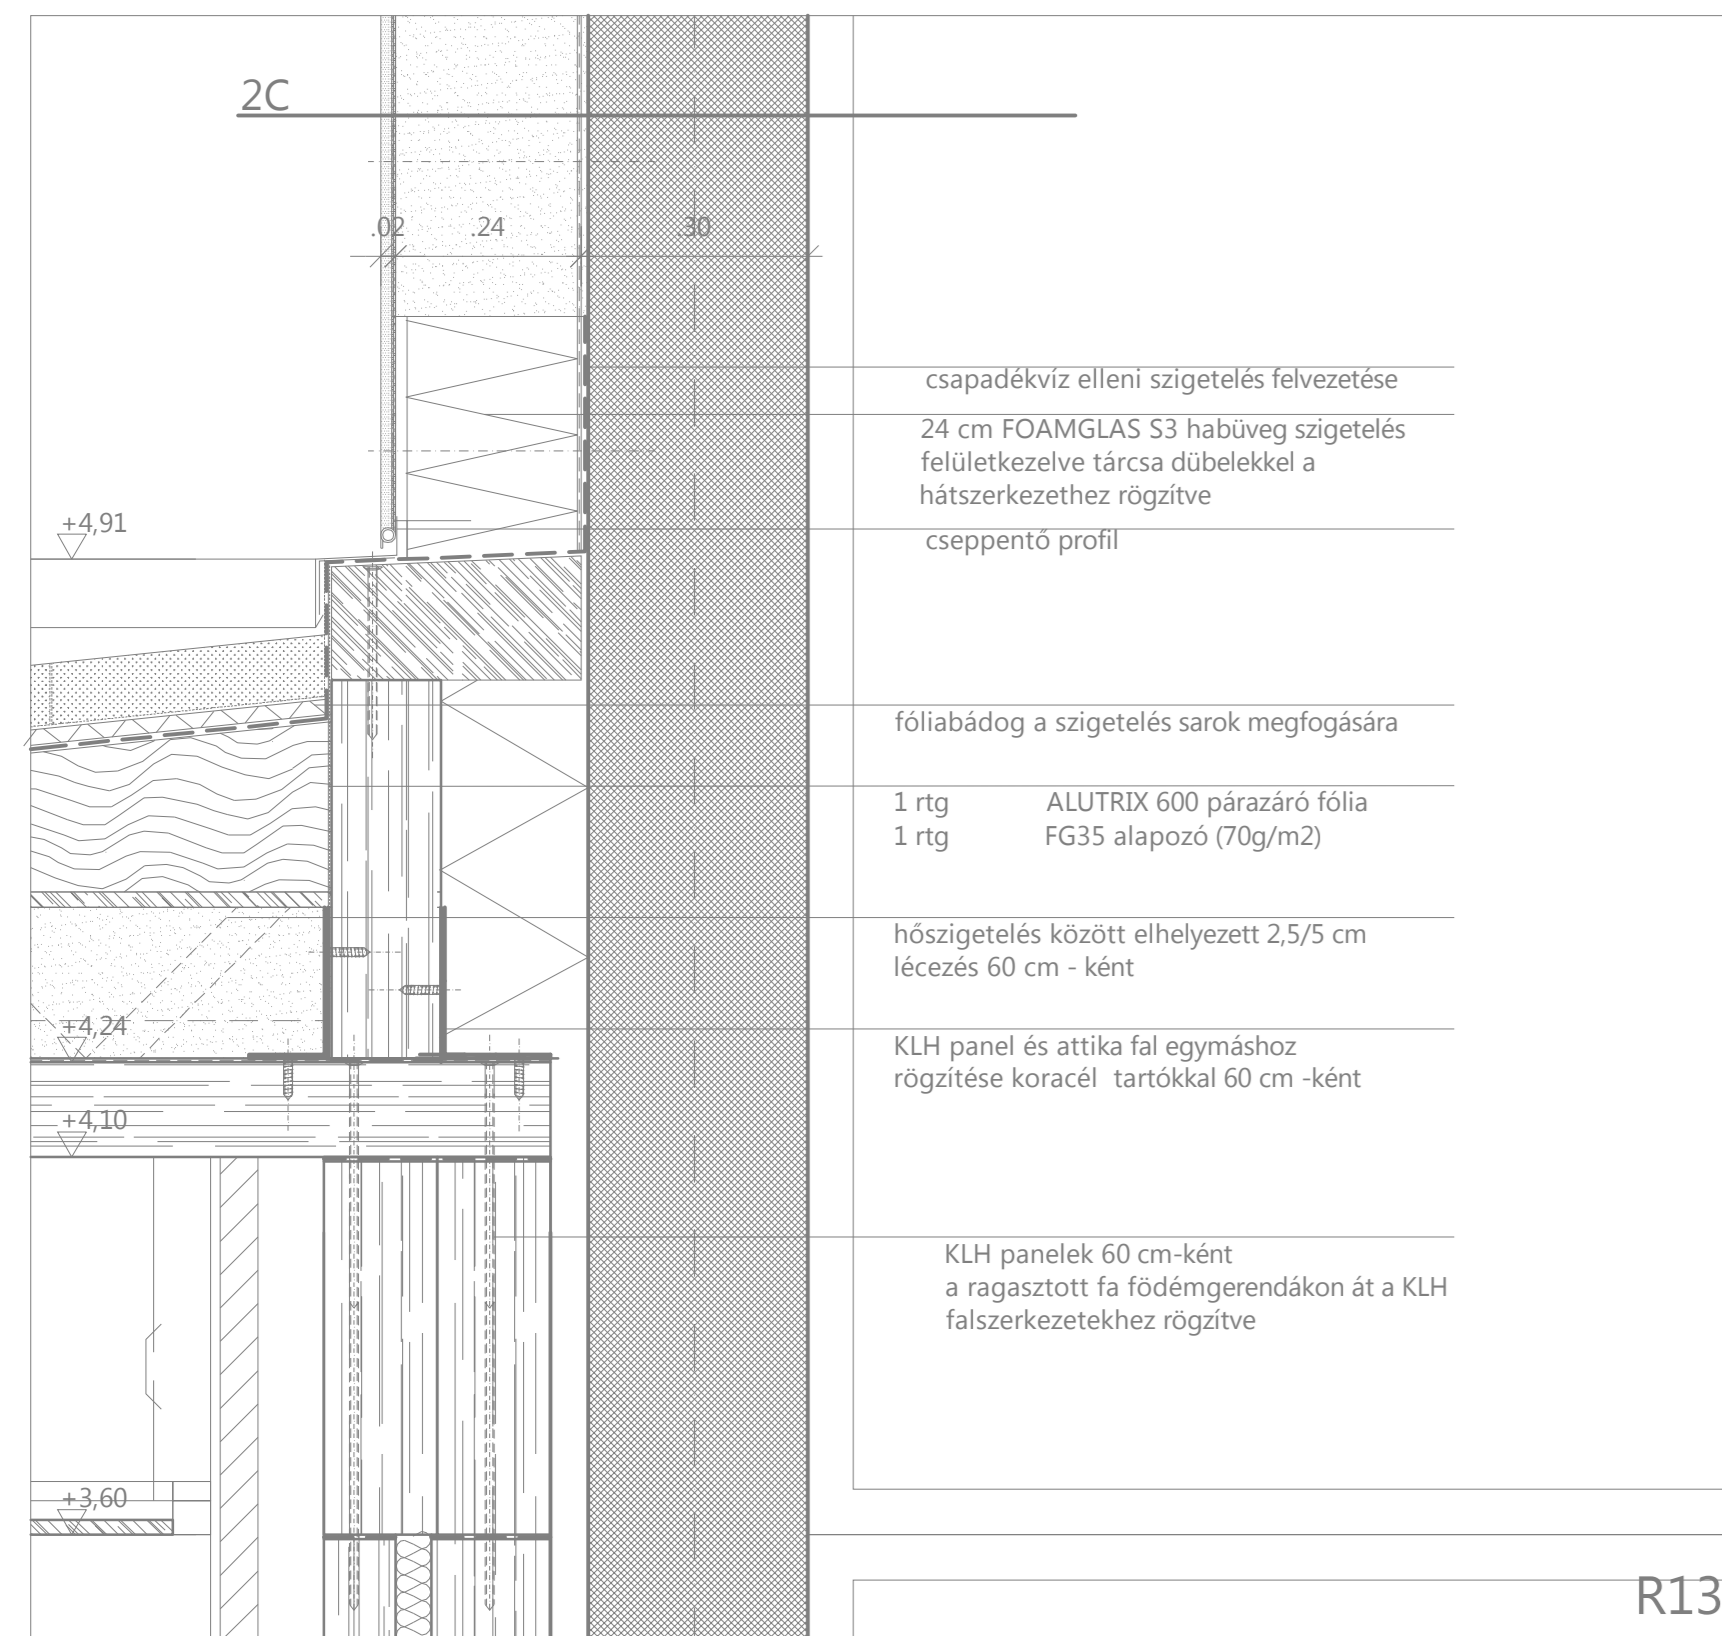 2C
.02 .24 .30
csapadékvíz elleni szigetelés felvezetése
24 cm FOAMGLAS S3 habüveg szigetelés
felületkezelve tárcsa dübelekkel a
hátszerkezethez rögzítve
+4,91
cseppentő profil
fóliabádog a szigetelés sarok megfogására
1 rtg ALUTRIX 600 párazáró fólia
1 rtg FG35 alapozó (70g/m2)
hőszigetelés között elhelyezett 2,5/5 cm
lécezés 60 cm - ként
+4,24
KLH panel és attika fal egymáshoz
rögzítése koracél tartókkal 60 cm -ként
+4,10
KLH panelek 60 cm-ként
a ragasztott fa födémgerendákon át a KLH
falszerkezetekhez rögzítve
+3,60
R13